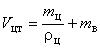 V_цт = m_ц / ρ_ц + m_в